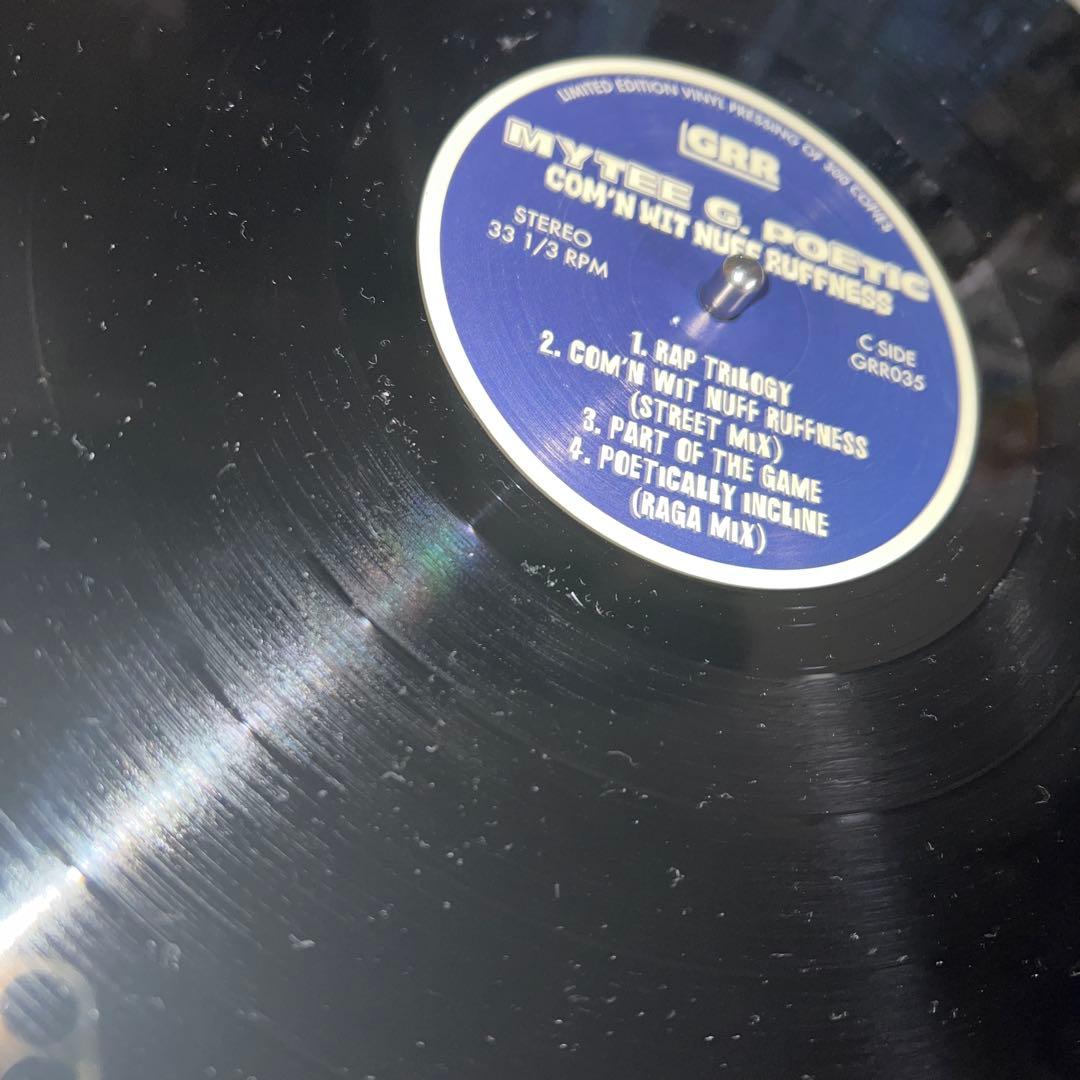 LIMITED EDITION VINYL PRESSING OF 500 COPIES
GRR
MYTEE G. POETIC
COM'N WIT NUFF RUFFNESS
STEREO
33 1/3 RPM
C SIDE
GRR035
1. RAP TRILOGY
2. COM'N WIT NUFF RUFFNESS
(STREET MIX)
3. PART OF THE GAME
4. POETICALLY INCLINE
(RAGA MIX)